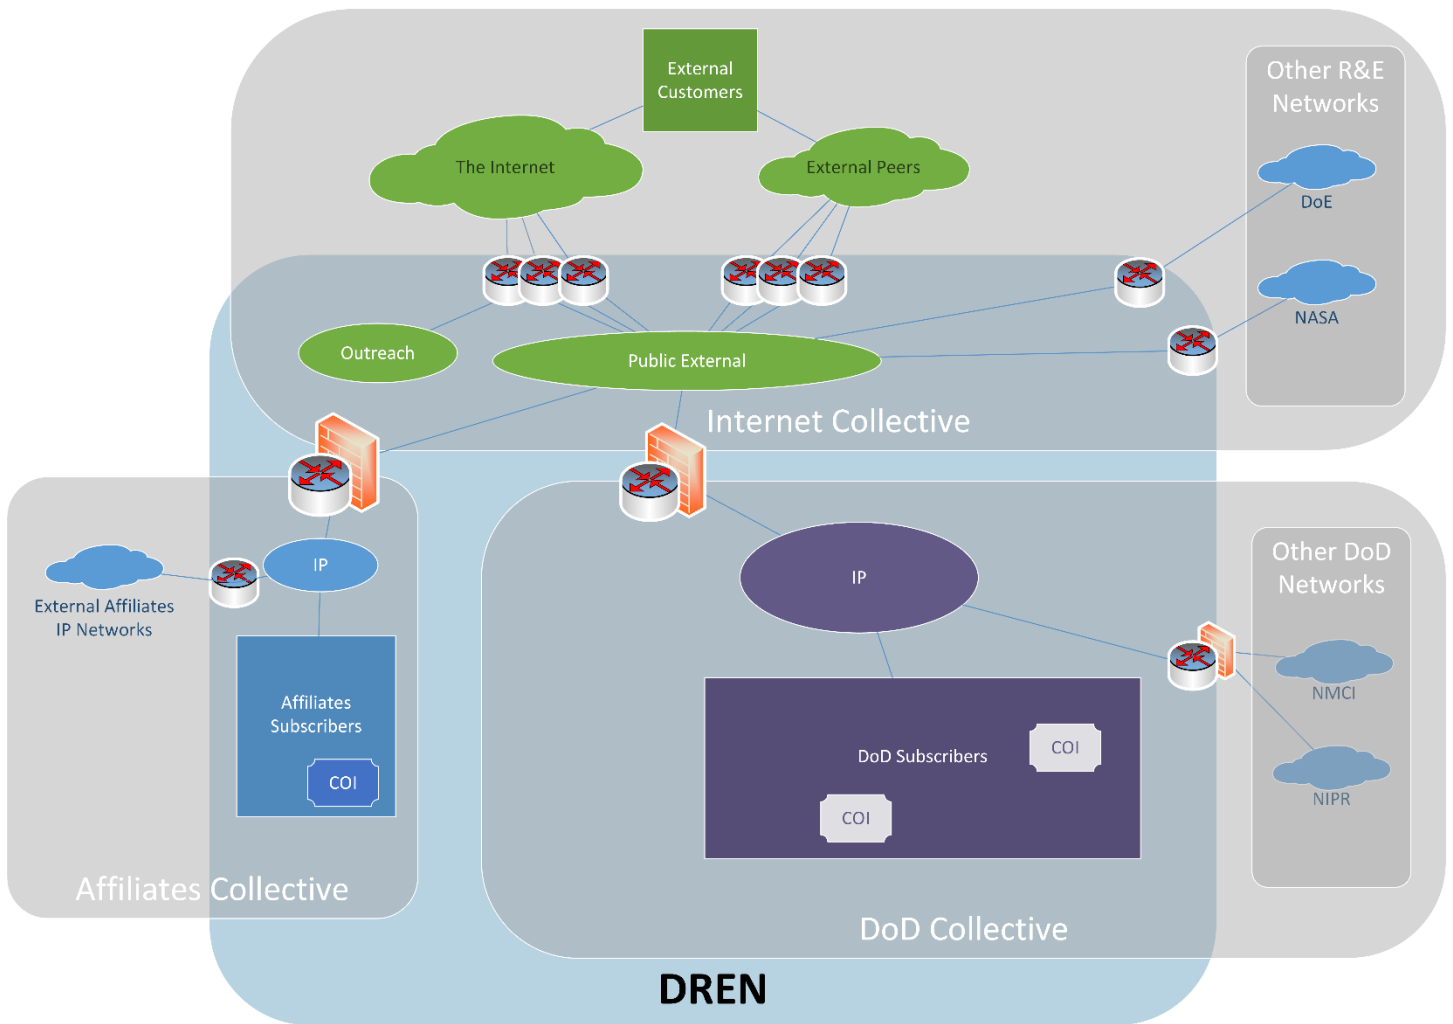 External
Customers
Other R&E
Networks
The Internet
External Peers
DoE
NASA
Outreach
Public External
Internet Collective
IP
External Affiliates
IP Networks
Affiliates
Subscribers
COI
Affiliates Collective
IP
Other DoD
Networks
NMCI
NIPR
DoD Subscribers
COI
COI
DoD Collective
DREN